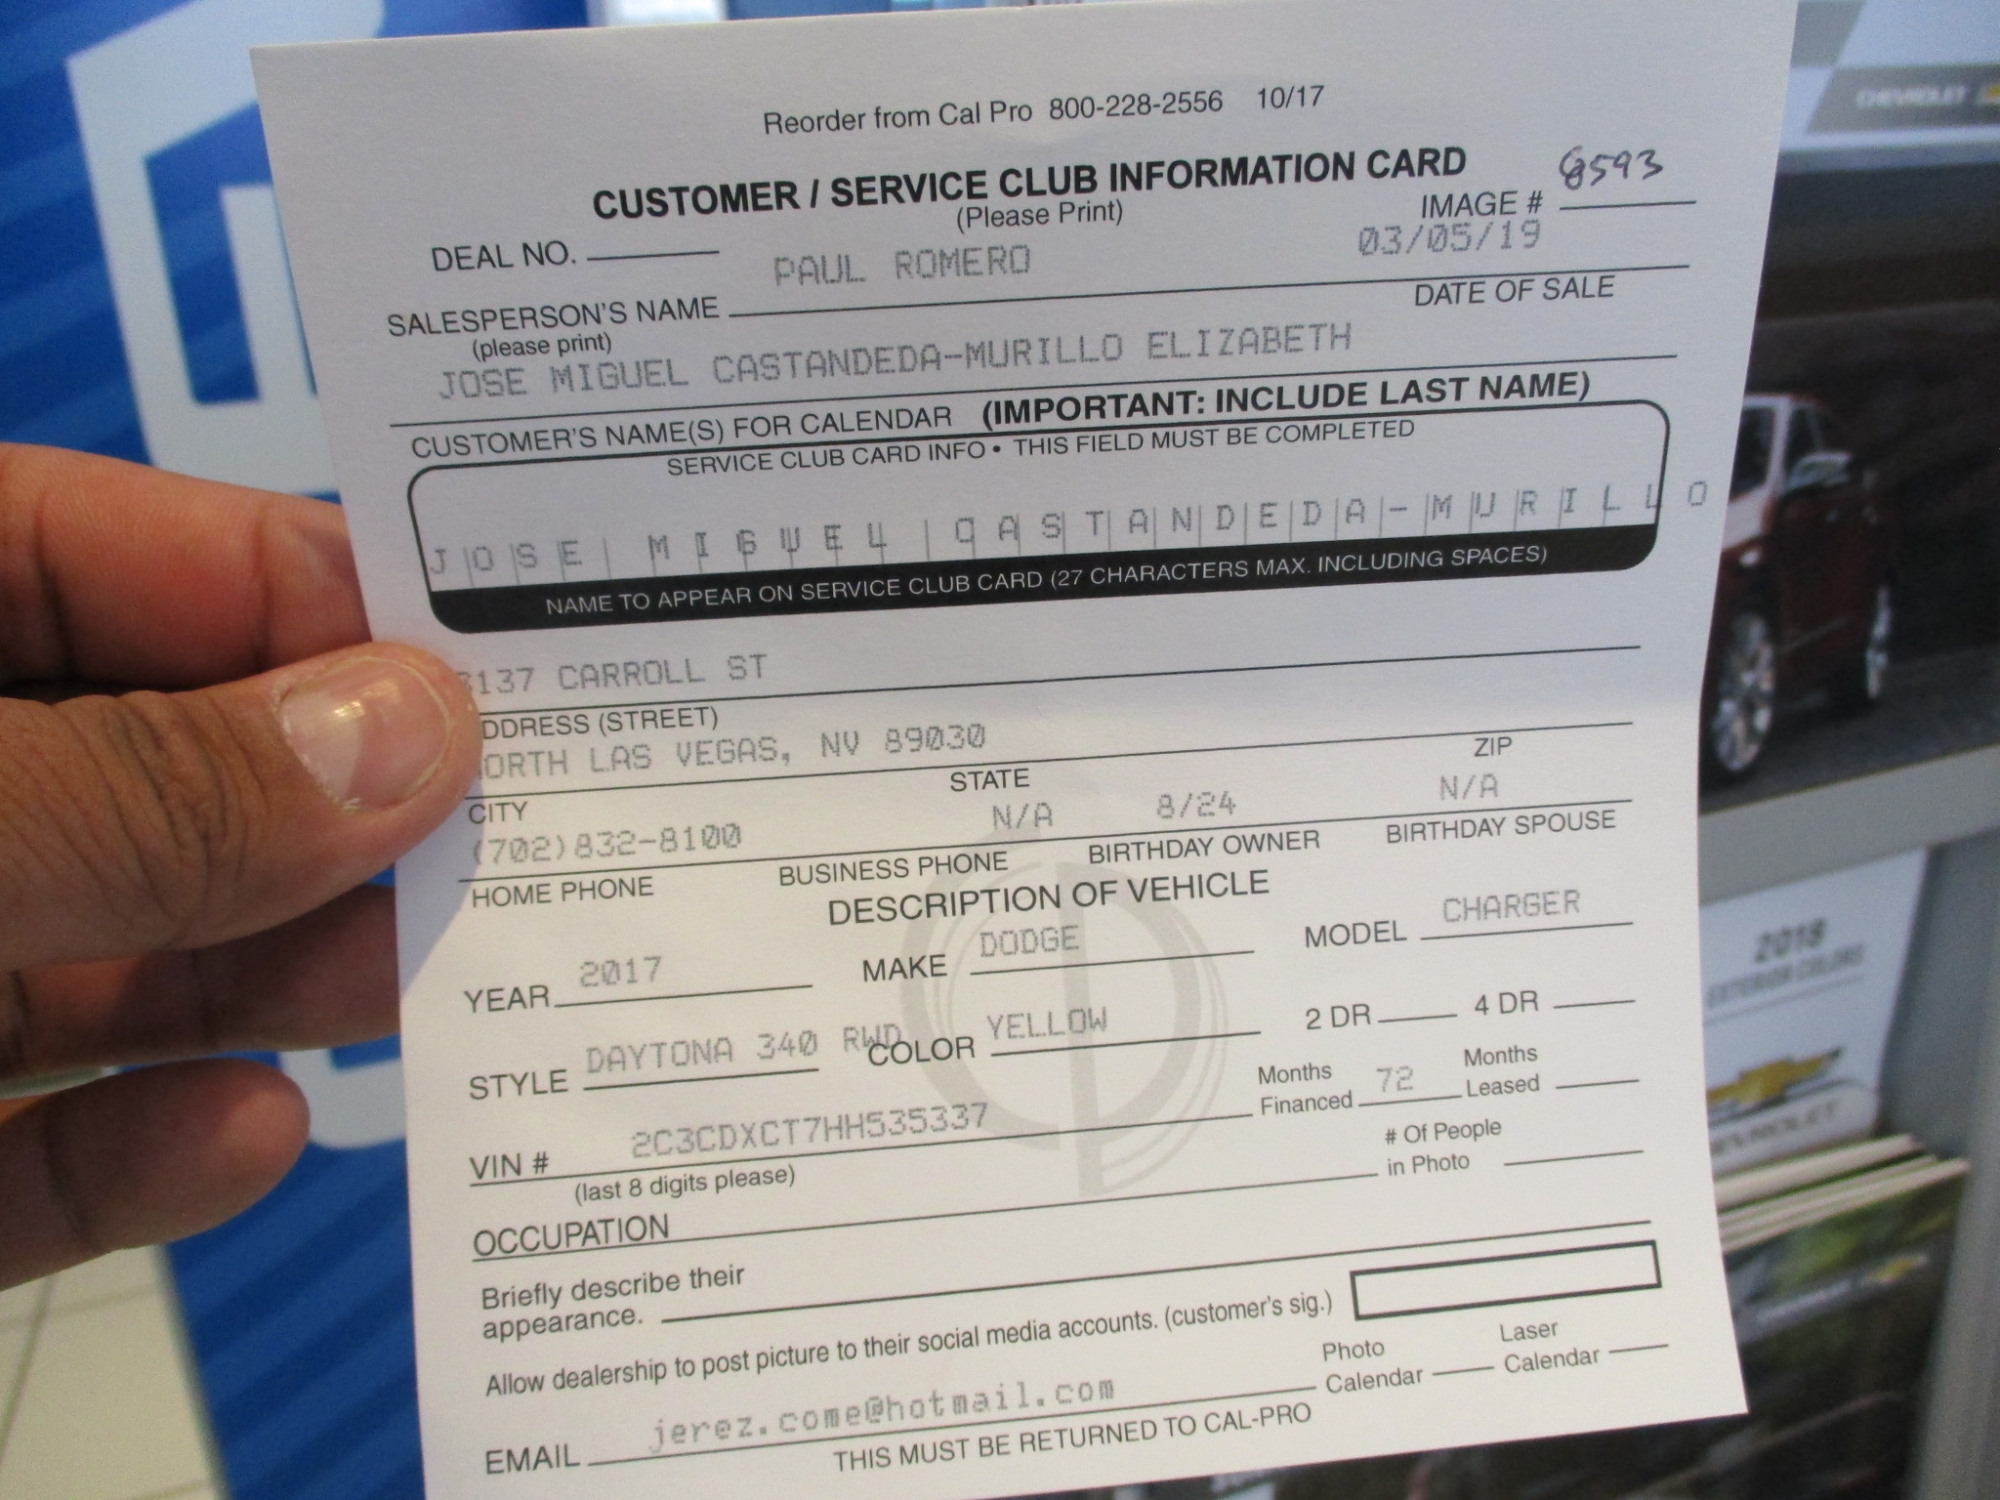 Reorder from Cal Pro 800-228-2556 10/17
CUSTOMER / SERVICE CLUB INFORMATION CARD
(Please Print)
IMAGE # 8593
DEAL NO.
PAUL ROMERO 03/05/19
SALESPERSON'S NAME DATE OF SALE
(please print)
JOSE MIGUEL CASTANDEDA-MURILLO ELIZABETH
CUSTOMER'S NAME(S) FOR CALENDAR (IMPORTANT: INCLUDE LAST NAME)
SERVICE CLUB CARD INFO • THIS FIELD MUST BE COMPLETED
JOSE MIGUEL CASTANDEDA-MURILLO
NAME TO APPEAR ON SERVICE CLUB CARD (27 CHARACTERS MAX. INCLUDING SPACES)
137 CARROLL ST
DDRESS (STREET)
ORTH LAS VEGAS, NV 89030
CITY STATE ZIP
(702)832-8100 N/A 8/24 N/A
HOME PHONE BUSINESS PHONE BIRTHDAY OWNER BIRTHDAY SPOUSE
DESCRIPTION OF VEHICLE
YEAR 2017 MAKE DODGE MODEL CHARGER
STYLE DAYTONA 340 RWD COLOR YELLOW 2 DR 4 DR
VIN # 2C3CDXCT7HH535337 Months Financed 72 Months Leased
(last 8 digits please)
OCCUPATION # Of People in Photo
Briefly describe their
appearance.
Allow dealership to post picture to their social media accounts. (customer's sig.)
EMAIL jerez.come@hotmail.com Photo Calendar Laser Calendar
THIS MUST BE RETURNED TO CAL-PRO
CHEVROLET
2018
EXTERIOR COLORS